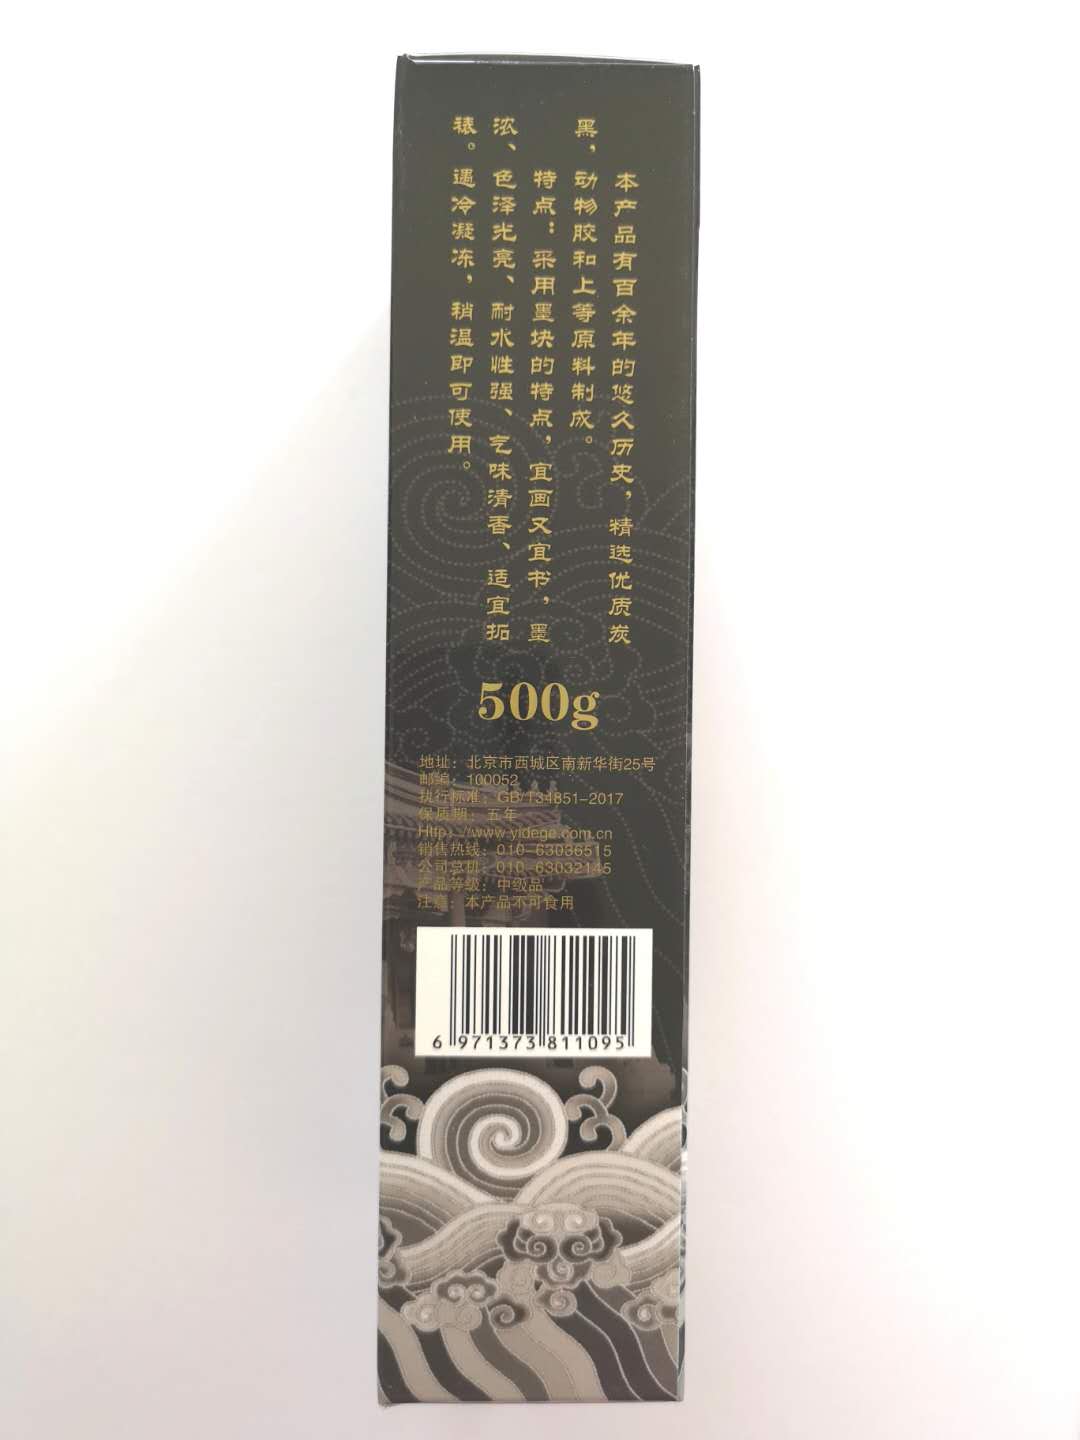 本产品有百余年的悠久历史，精选优质炭
黑，动物胶和上等原料制成。
特点：采用墨块的特点，宜画又宜书，墨
浓、色泽光亮、耐水性强、气味清香、适宜拓
裱。遇冷凝冻，稍温即可使用。
500g
地址：北京市西城区南新华街25号
邮编：100052
执行标准：GB/T34851-2017
保质期：五年
Http：//www.yidege.com.cn
销售热线：010-63036515
公司总机：010-63032145
产品等级：中级品
注意：本产品不可食用
6 971373 811095